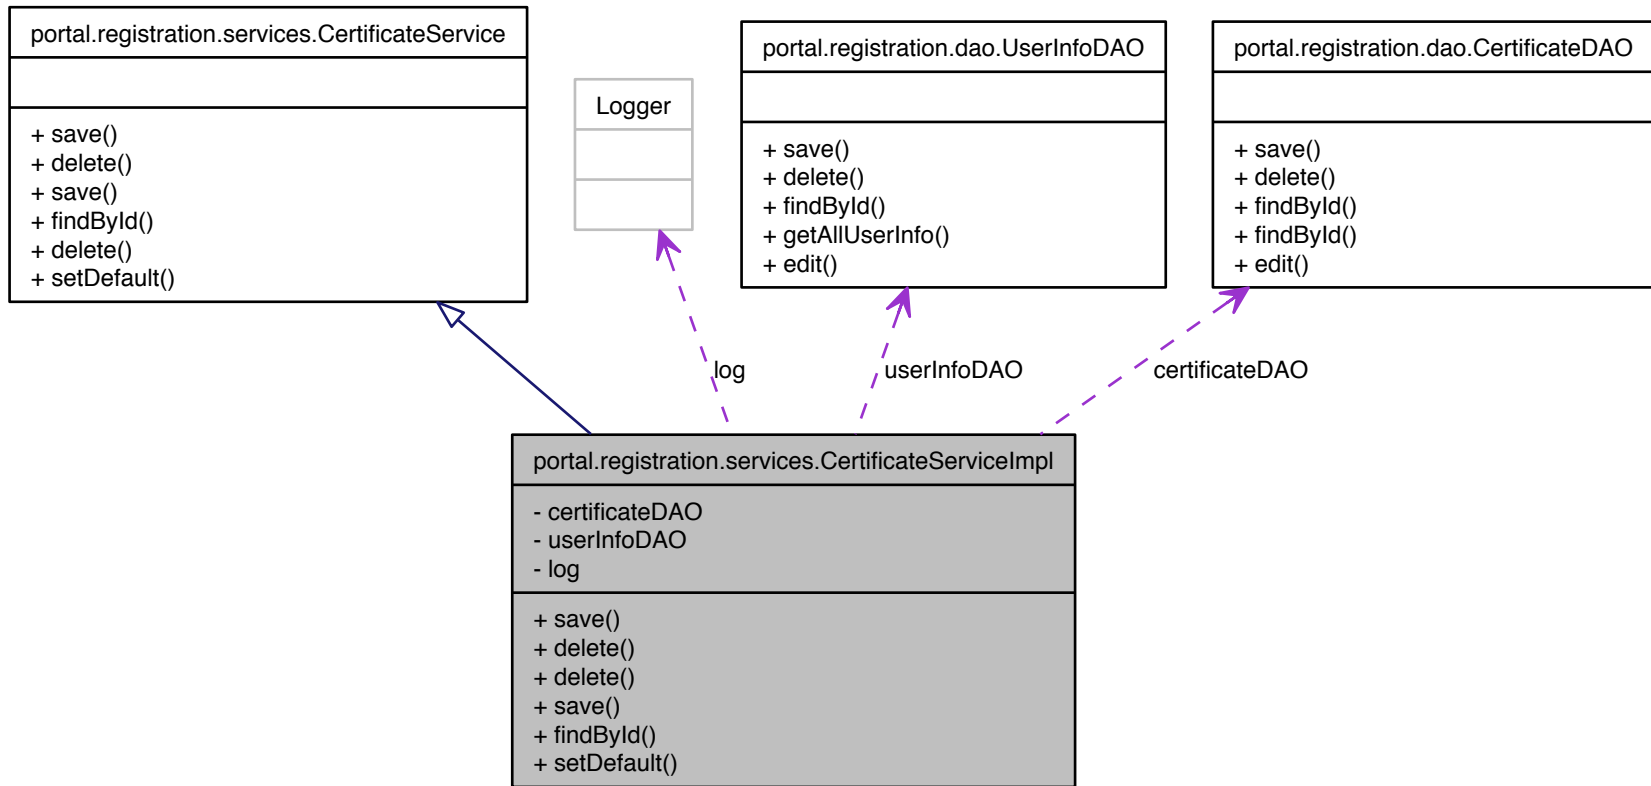 portal.registration.services.CertificateService
+ save()
+ delete()
+ save()
+ findById()
+ delete()
+ setDefault()
Logger
portal.registration.dao.UserInfoDAO
+ save()
+ delete()
+ findById()
+ getAllUserInfo()
+ edit()
portal.registration.dao.CertificateDAO
+ save()
+ delete()
+ findById()
+ findById()
+ edit()
log
userInfoDAO
certificateDAO
portal.registration.services.CertificateServiceImpl
- certificateDAO
- userInfoDAO
- log
+ save()
+ delete()
+ delete()
+ save()
+ findById()
+ setDefault()